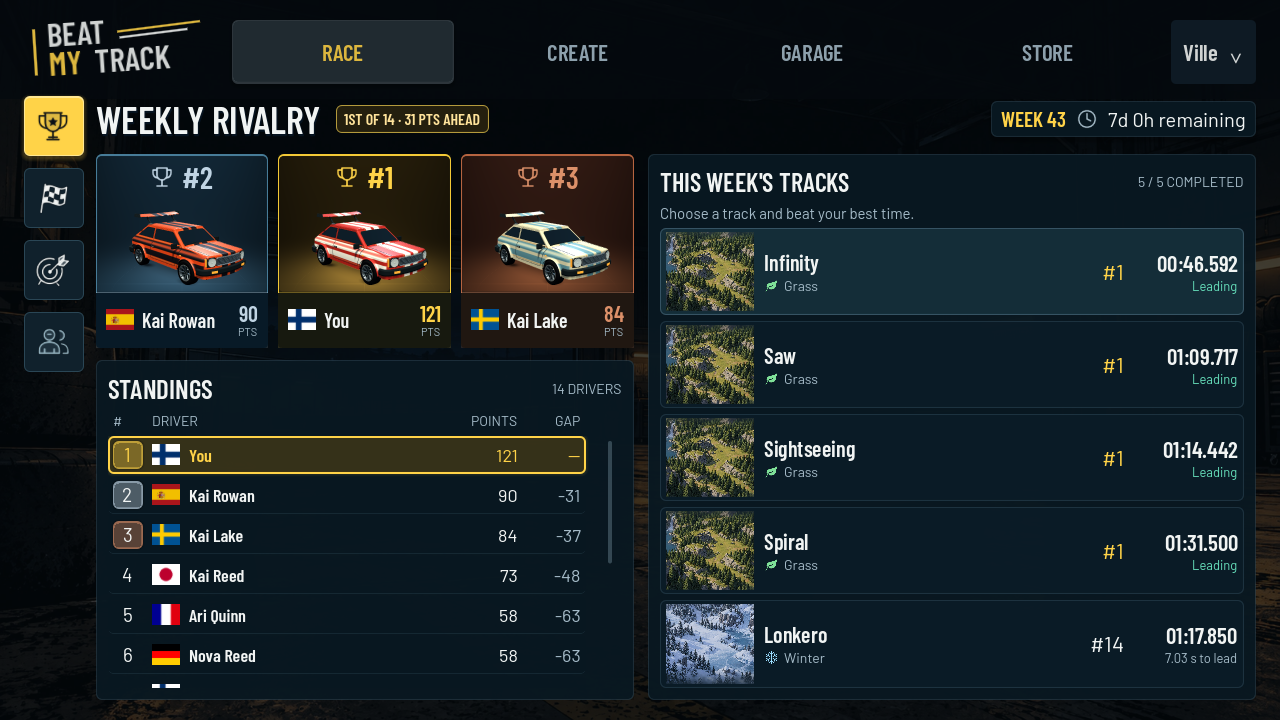 BEAT
MY TRACK
RACE
CREATE
GARAGE
STORE
Ville
WEEKLY RIVALRY
1ST OF 14 · 31 PTS AHEAD
WEEK 43
7d 0h remaining
#2
Kai Rowan
90
PTS
#1
You
121
PTS
#3
Kai Lake
84
PTS
STANDINGS
14 DRIVERS
# DRIVER POINTS GAP
1 You 121 —
2 Kai Rowan 90 -31
3 Kai Lake 84 -37
4 Kai Reed 73 -48
5 Ari Quinn 58 -63
6 Nova Reed 58 -63
THIS WEEK'S TRACKS
5 / 5 COMPLETED
Choose a track and beat your best time.
Infinity
Grass
#1
00:46.592
Leading
Saw
Grass
#1
01:09.717
Leading
Sightseeing
Grass
#1
01:14.442
Leading
Spiral
Grass
#1
01:31.500
Leading
Lonkero
Winter
#14
01:17.850
7.03 s to lead